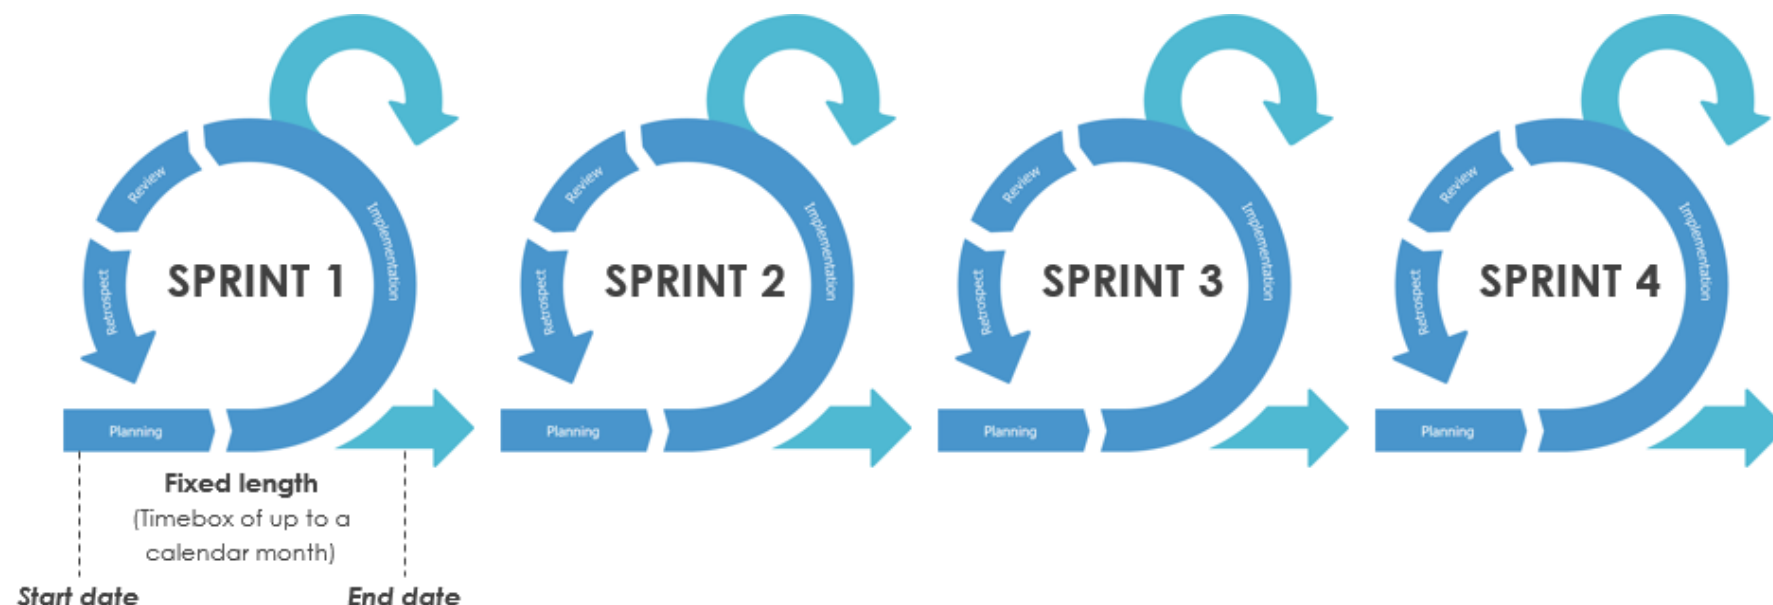 Review
Implementation
SPRINT 1
Retrospect
Planning
Review
Implementation
SPRINT 2
Retrospect
Planning
Review
Implementation
SPRINT 3
Retrospect
Planning
Review
Implementation
SPRINT 4
Retrospect
Planning
Fixed length
(Timebox of up to a
calendar month)
Start date
End date